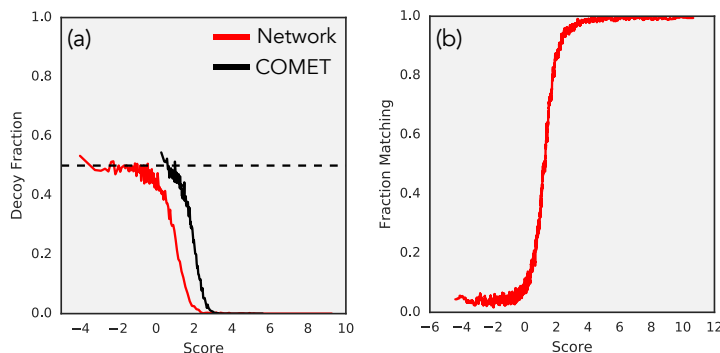 (a)
Network
COMET
Decoy Fraction
1.0
0.8
0.6
0.4
0.2
0.0
−4 −2 0 2 4 6 8 10
Score
(b)
Fraction Matching
1.0
0.8
0.6
0.4
0.2
0.0
−6 −4 −2 0 2 4 6 8 10 12
Score